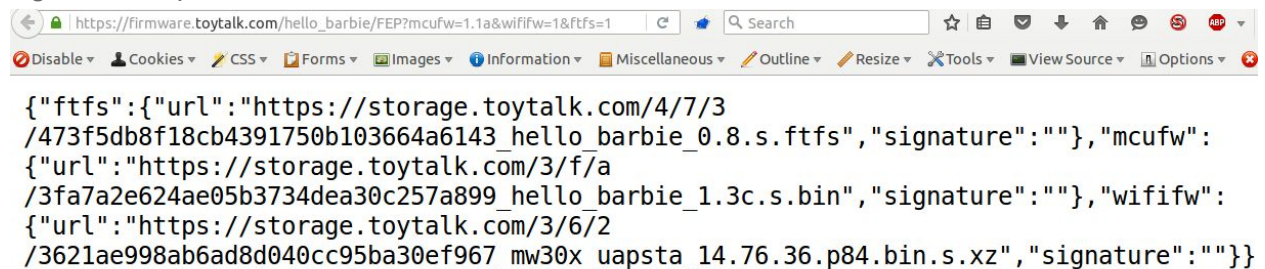 https://firmware.toytalk.com/hello_barbie/FEP?mcufw=1.1a&wififw=1&ftfs=1 Search ABP
Disable Cookies CSS Forms Images Information Miscellaneous Outline Resize Tools View Source Options
{"ftfs":{"url":"https://storage.toytalk.com/4/7/3
/473f5db8f18cb4391750b103664a6143_hello_barbie_0.8.s.ftfs","signature":""},"mcufw":
{"url":"https://storage.toytalk.com/3/f/a
/3fa7a2e624ae05b3734dea30c257a899_hello_barbie_1.3c.s.bin","signature":""},"wififw":
{"url":"https://storage.toytalk.com/3/6/2
/3621ae998ab6ad8d040cc95ba30ef967_mw30x_uapsta_14.76.36.p84.bin.s.xz","signature":""}}